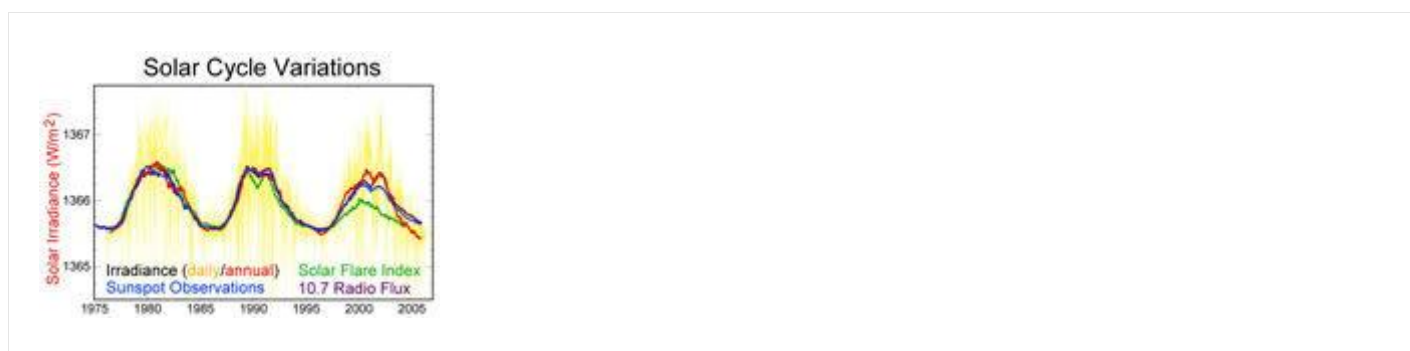 Solar Cycle Variations
Solar Irradiance (W/m²)
1367
1366
1365
Irradiance (daily/annual)
Solar Flare Index
Sunspot Observations
10.7 Radio Flux
1975 1980 1985 1990 1995 2000 2005